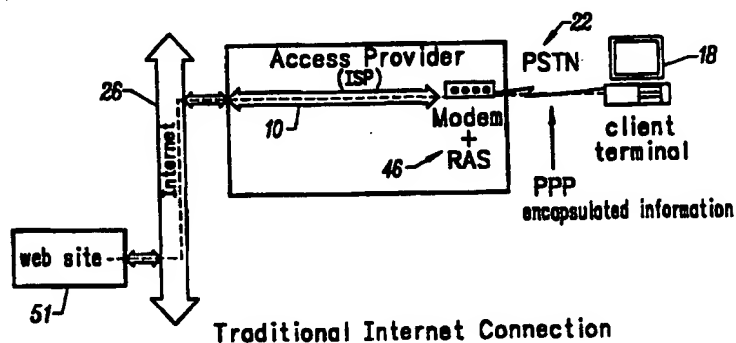 22
PSTN
18
Access Provider
(ISP)
26
Internet
10
Modem
+
RAS
46
client
terminal
PPP
encapsulated information
web site
51
Traditional Internet Connection